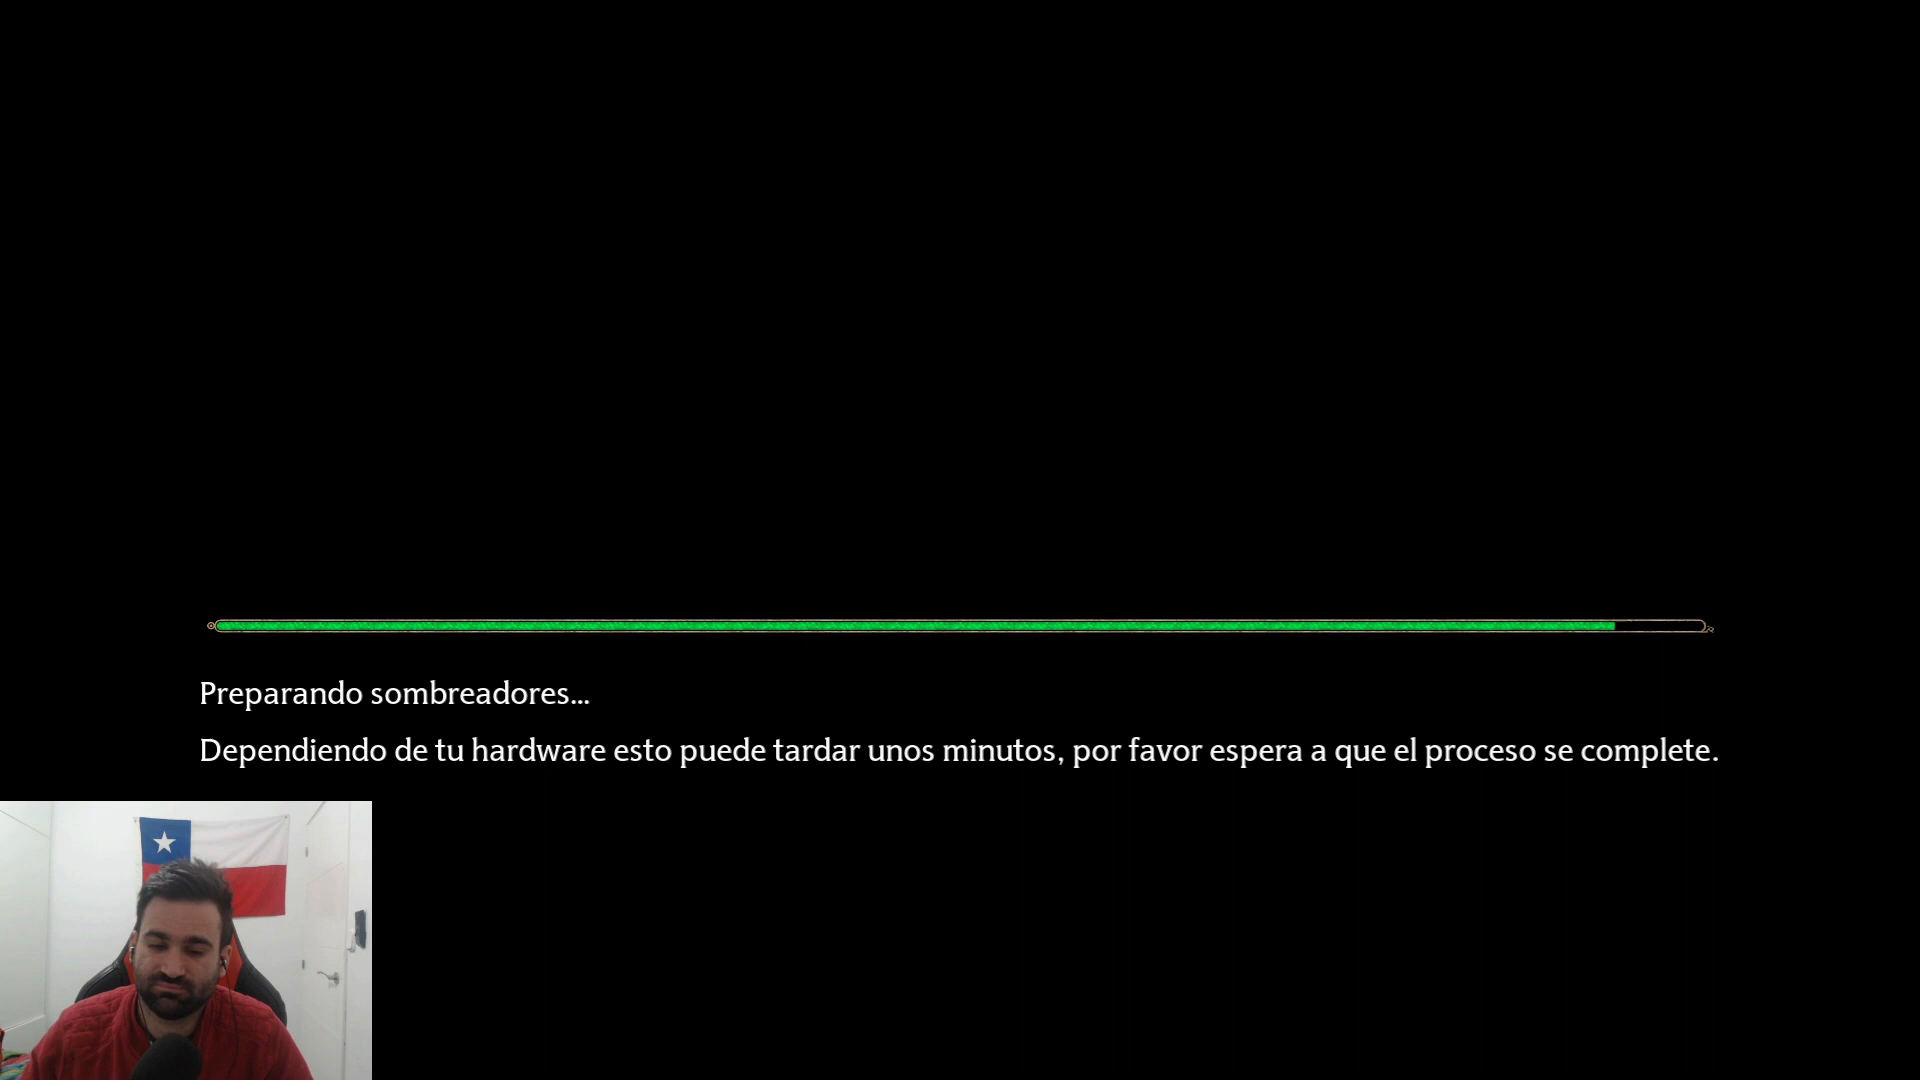 Preparando sombreadores...
Dependiendo de tu hardware esto puede tardar unos minutos, por favor espera a que el proceso se complete.